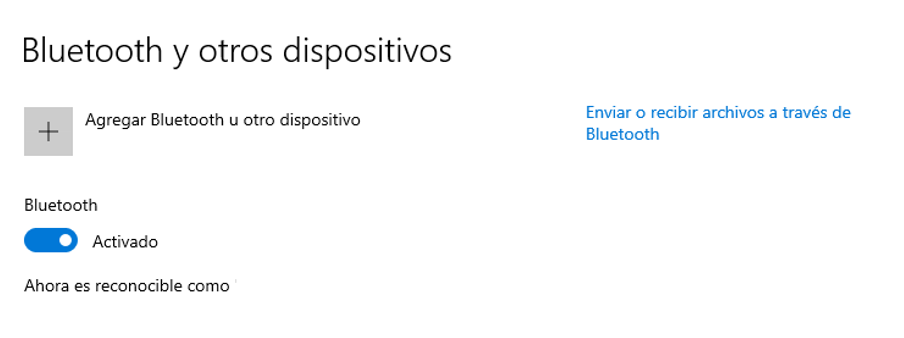 Bluetooth y otros dispositivos
Agregar Bluetooth u otro dispositivo
Enviar o recibir archivos a través de
Bluetooth
Bluetooth
Activado
Ahora es reconocible como